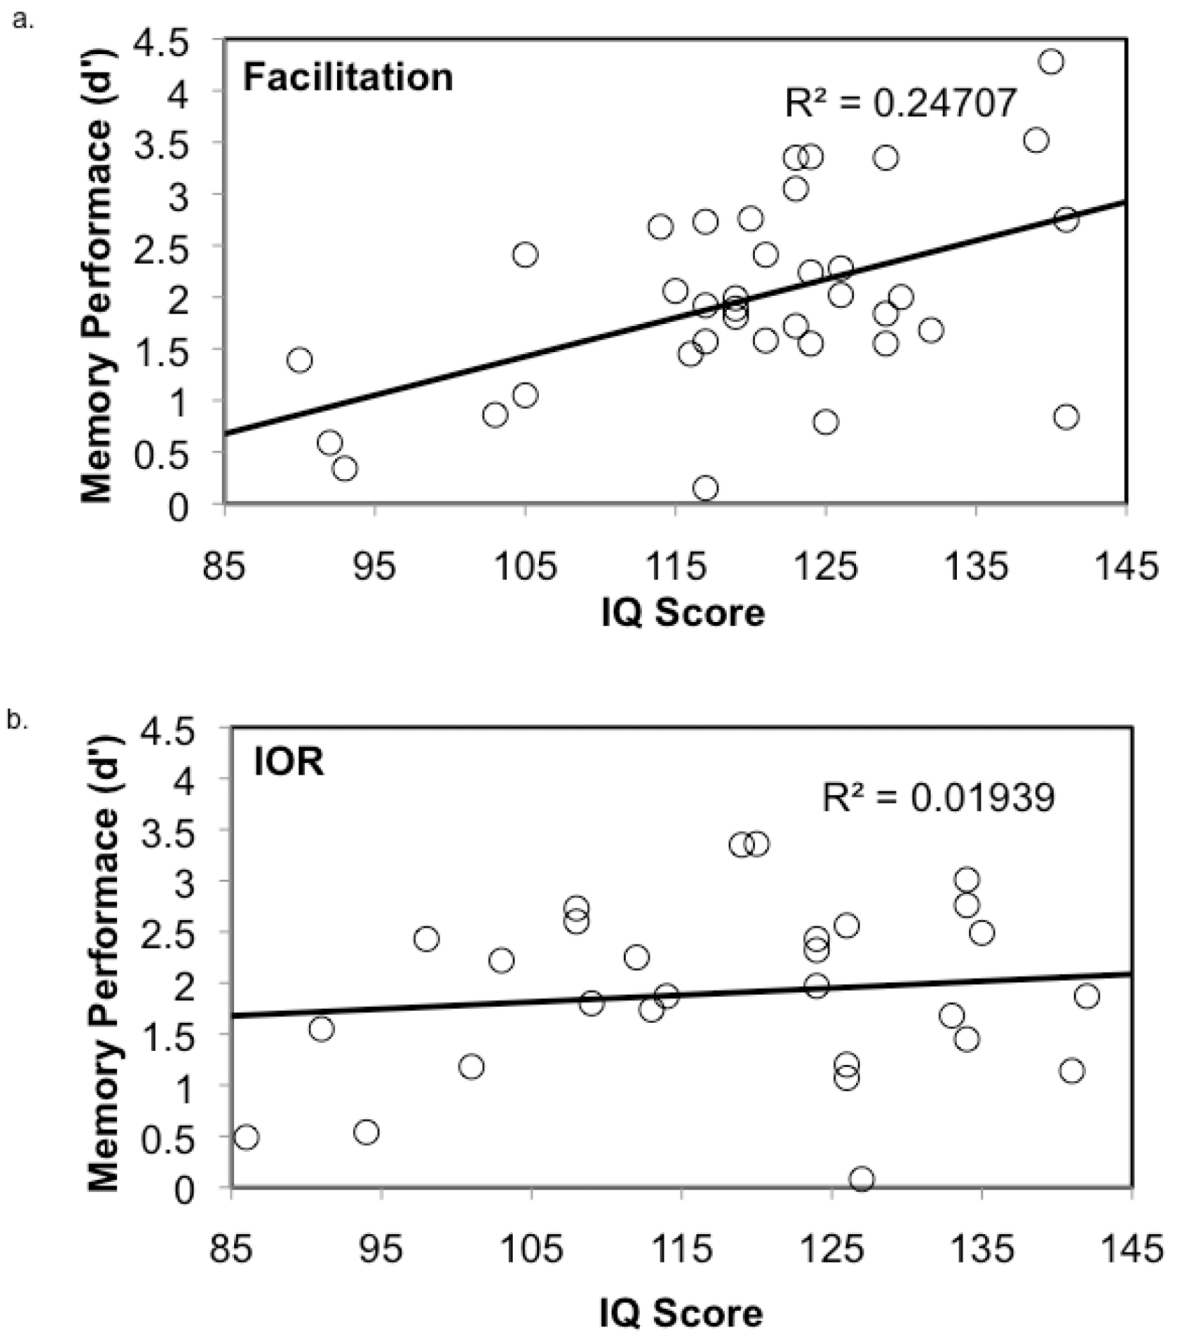 a.
Memory Performace (d')
4.5
4
3.5
3
2.5
2
1.5
1
0.5
0
Facilitation
R² = 0.24707
85 95 105 115 125 135 145
IQ Score
b.
Memory Performace (d')
4.5
4
3.5
3
2.5
2
1.5
1
0.5
0
IOR
R² = 0.01939
85 95 105 115 125 135 145
IQ Score